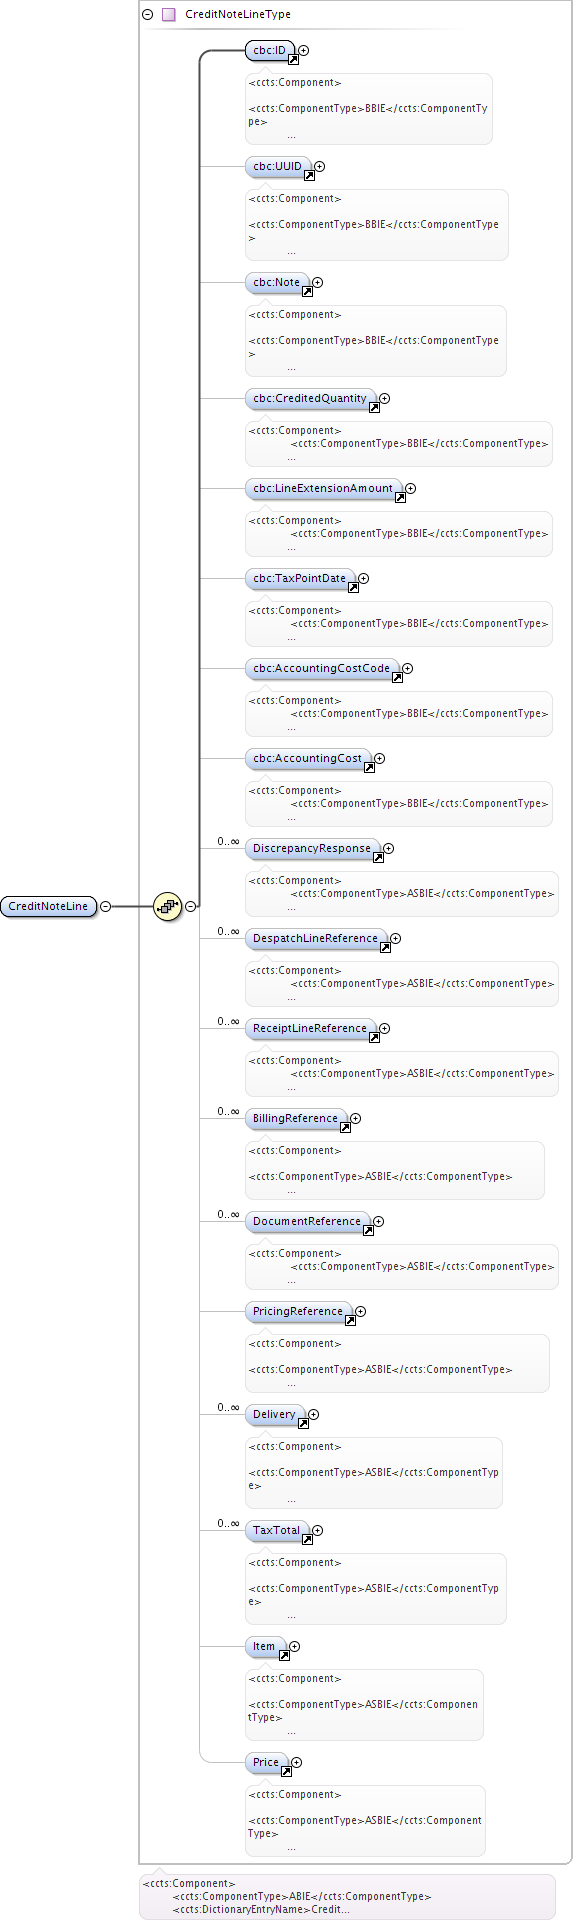 CreditNoteLineType
cbc:ID
<ccts:Component>
<ccts:ComponentType>BBIE</ccts:ComponentTy
pe>
...
cbc:UUID
<ccts:Component>
<ccts:ComponentType>BBIE</ccts:ComponentType
>
...
cbc:Note
<ccts:Component>
<ccts:ComponentType>BBIE</ccts:ComponentType
>
...
cbc:CreditedQuantity
<ccts:Component>
<ccts:ComponentType>BBIE</ccts:ComponentType>
...
cbc:LineExtensionAmount
<ccts:Component>
<ccts:ComponentType>BBIE</ccts:ComponentType>
...
cbc:TaxPointDate
<ccts:Component>
<ccts:ComponentType>BBIE</ccts:ComponentType>
...
cbc:AccountingCostCode
<ccts:Component>
<ccts:ComponentType>BBIE</ccts:ComponentType>
...
cbc:AccountingCost
<ccts:Component>
<ccts:ComponentType>BBIE</ccts:ComponentType>
...
0..∞ DiscrepancyResponse
<ccts:Component>
<ccts:ComponentType>ASBIE</ccts:ComponentType>
...
CreditNoteLine
0..∞ DespatchLineReference
<ccts:Component>
<ccts:ComponentType>ASBIE</ccts:ComponentType>
...
0..∞ ReceiptLineReference
<ccts:Component>
<ccts:ComponentType>ASBIE</ccts:ComponentType>
...
0..∞ BillingReference
<ccts:Component>
<ccts:ComponentType>ASBIE</ccts:ComponentType>
...
0..∞ DocumentReference
<ccts:Component>
<ccts:ComponentType>ASBIE</ccts:ComponentType>
...
PricingReference
<ccts:Component>
<ccts:ComponentType>ASBIE</ccts:ComponentType>
...
0..∞ Delivery
<ccts:Component>
<ccts:ComponentType>ASBIE</ccts:ComponentTyp
e>
...
0..∞ TaxTotal
<ccts:Component>
<ccts:ComponentType>ASBIE</ccts:ComponentTyp
e>
...
Item
<ccts:Component>
<ccts:ComponentType>ASBIE</ccts:Componen
tType>
...
Price
<ccts:Component>
<ccts:ComponentType>ASBIE</ccts:Component
Type>
...
<ccts:Component>
<ccts:ComponentType>ABIE</ccts:ComponentType>
<ccts:DictionaryEntryName>Credit...